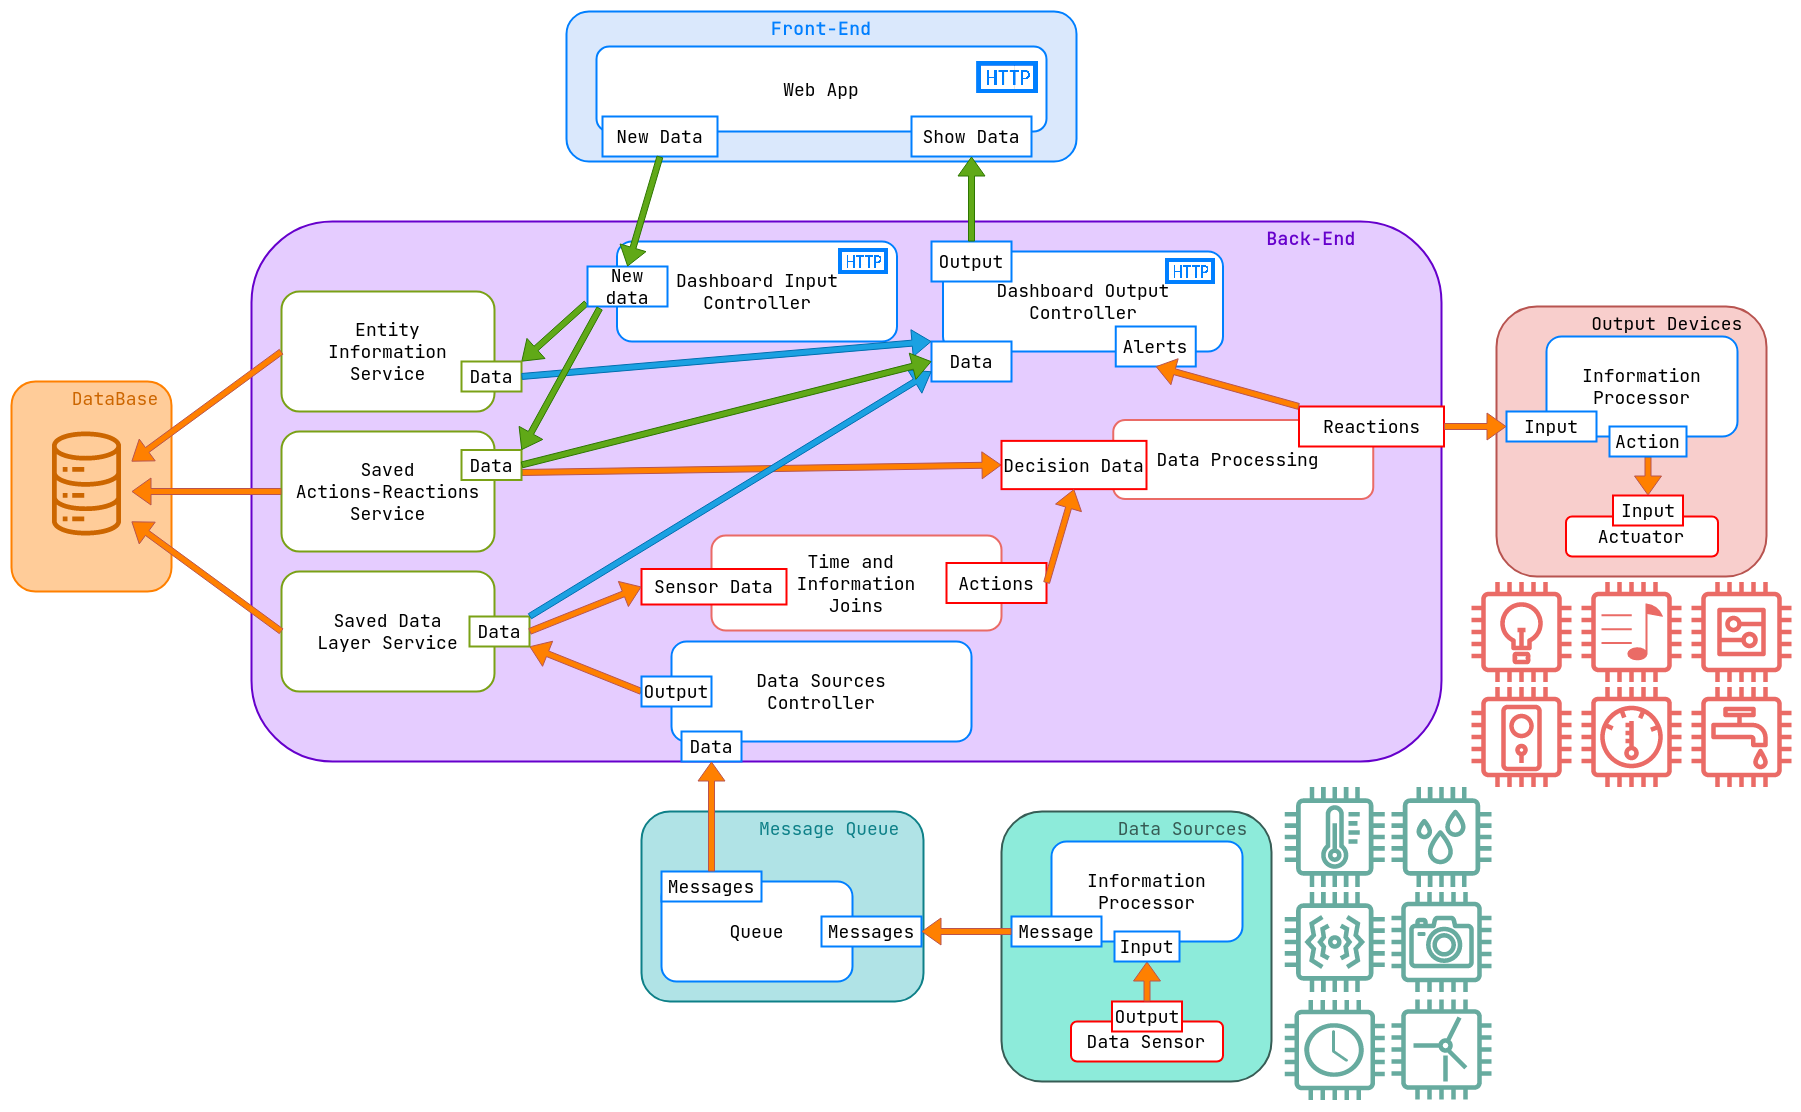 Front-End
Web App
HTTP
New Data
Show Data
Back-End
New
data
Dashboard Input
Controller
HTTP
Output
Dashboard Output
Controller
HTTP
Alerts
Data
Entity
Information
Service
Data
DataBase
Saved
Actions-Reactions
Service
Data
Decision Data
Data Processing
Reactions
Output Devices
Information
Processor
Input
Action
Input
Actuator
Saved Data
Layer Service
Data
Sensor Data
Time and
Information
Joins
Actions
Output
Data Sources
Controller
Data
Message Queue
Messages
Queue
Messages
Data Sources
Information
Processor
Message
Input
Output
Data Sensor